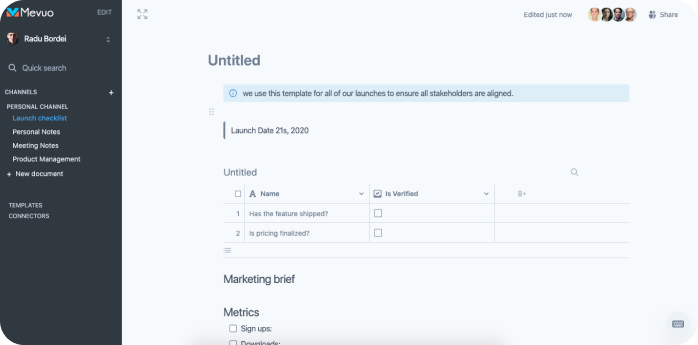 Mevuo
EDIT
Radu Bordei
Quick search
CHANNELS
+
PERSONAL CHANNEL
Launch checklist
Personal Notes
Meeting Notes
Product Management
+ New document
TEMPLATES
CONNECTORS
Edited just now
Share
Untitled
we use this template for all of our launches to ensure all stakeholders are aligned.
Launch Date 21s, 2020
Untitled
A Name
Is Verified
1 Has the feature shipped?
2 Is pricing finalized?
Marketing brief
Metrics
Sign ups:
Downloads: